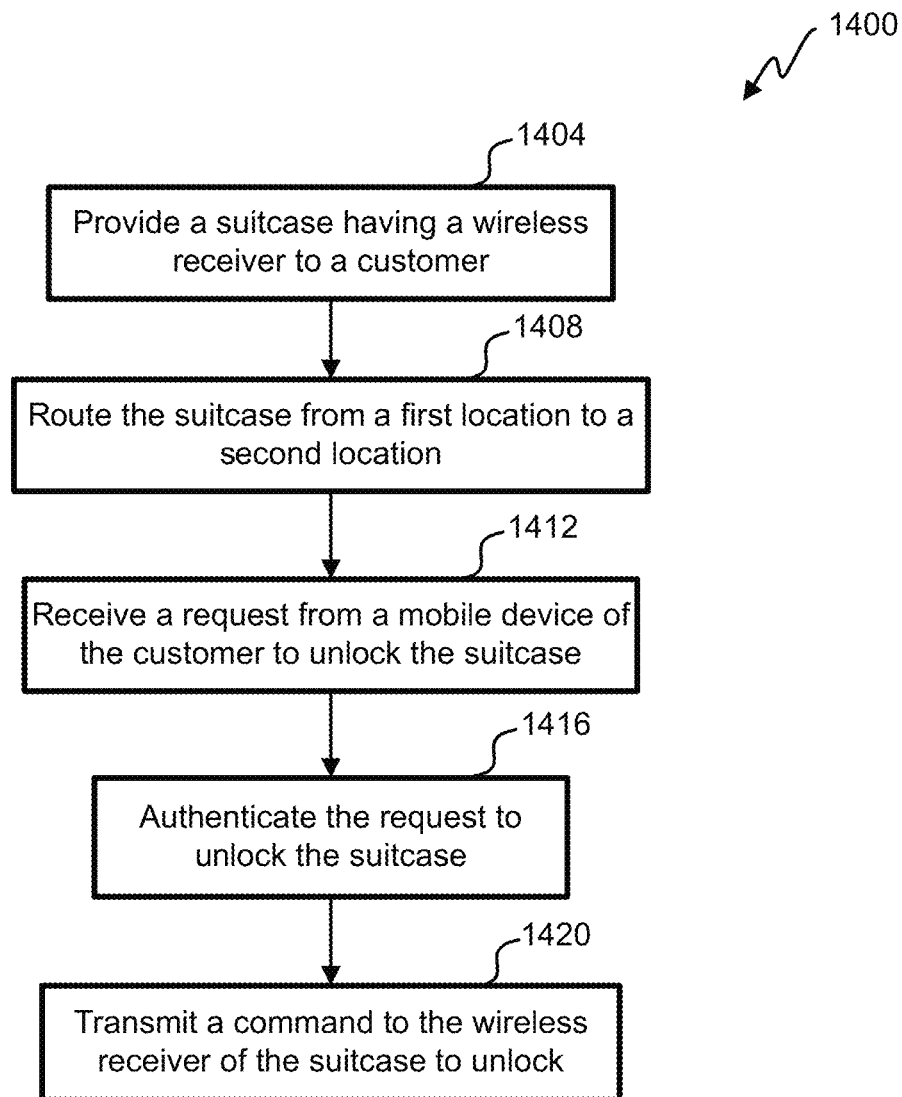 1400
1404
Provide a suitcase having a wireless
receiver to a customer
1408
Route the suitcase from a first location to a
second location
1412
Receive a request from a mobile device of
the customer to unlock the suitcase
1416
Authenticate the request to
unlock the suitcase
1420
Transmit a command to the wireless
receiver of the suitcase to unlock